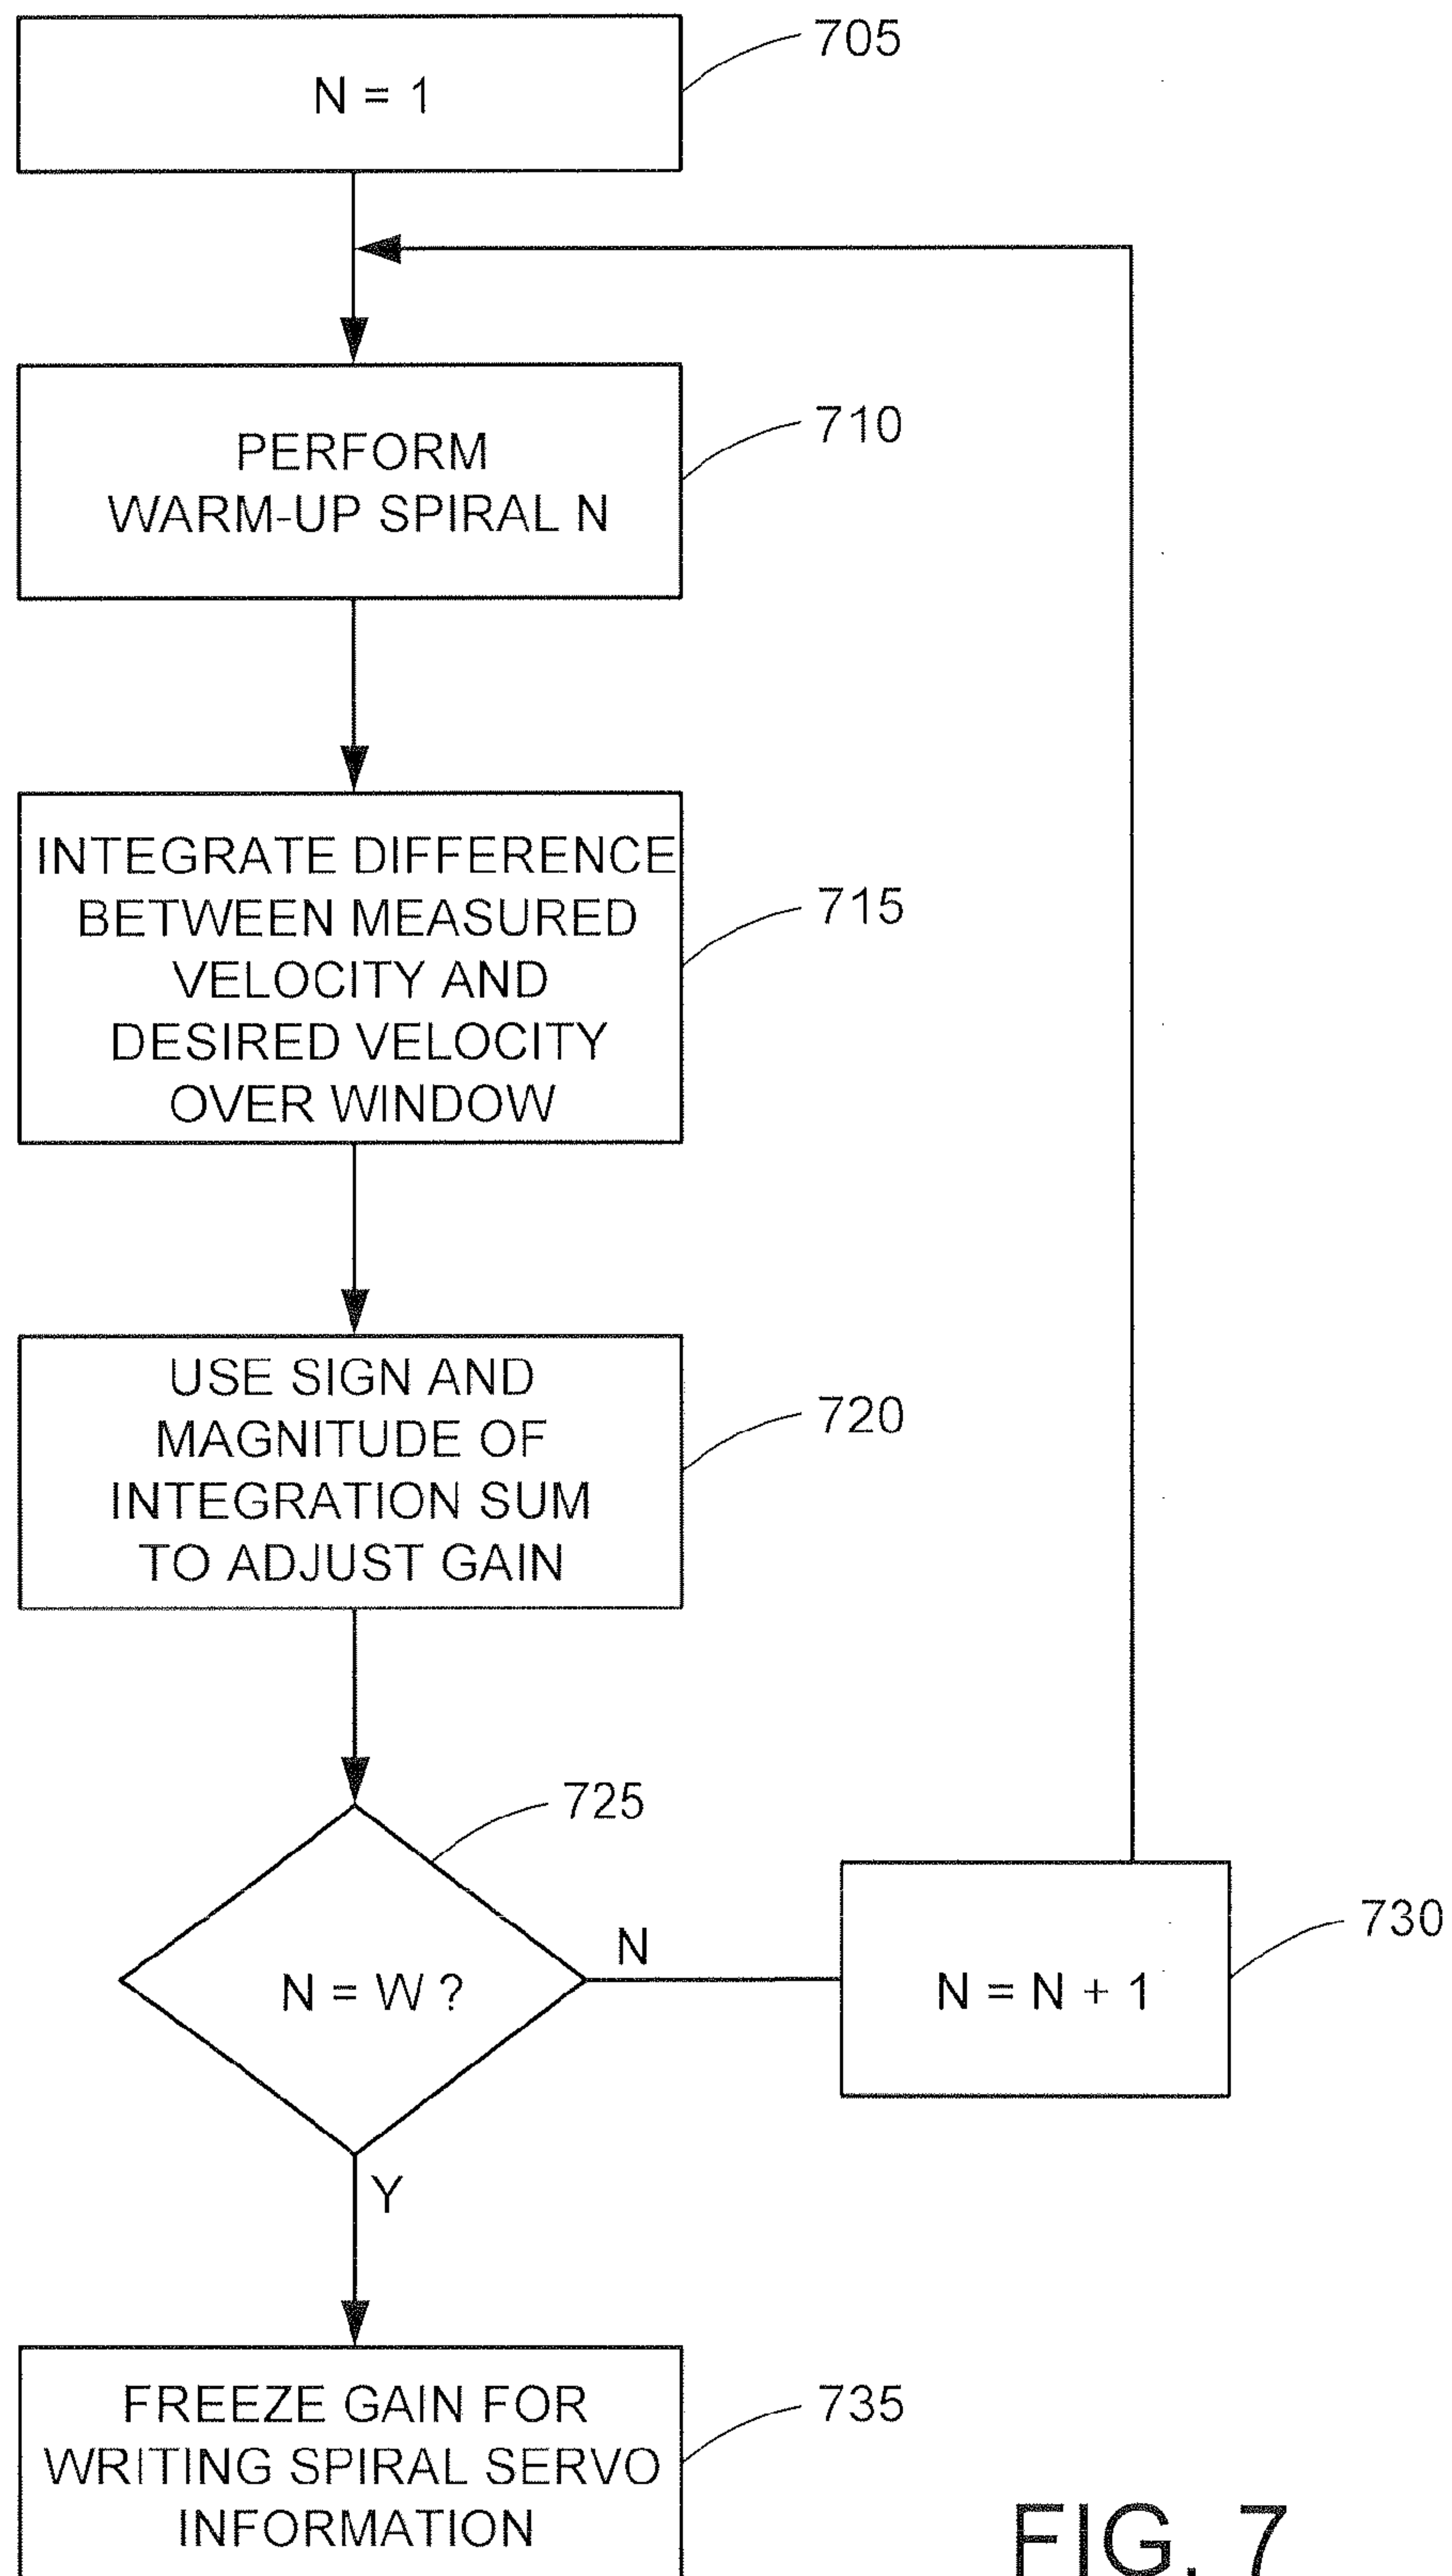 705
N = 1
710
PERFORM
WARM-UP SPIRAL N
INTEGRATE DIFFERENCE
BETWEEN MEASURED
VELOCITY AND
DESIRED VELOCITY
OVER WINDOW
715
USE SIGN AND
MAGNITUDE OF
INTEGRATION SUM
TO ADJUST GAIN
720
725
N = W ?
N
N = N + 1
730
Y
FREEZE GAIN FOR
WRITING SPIRAL SERVO
INFORMATION
735
FIG. 7